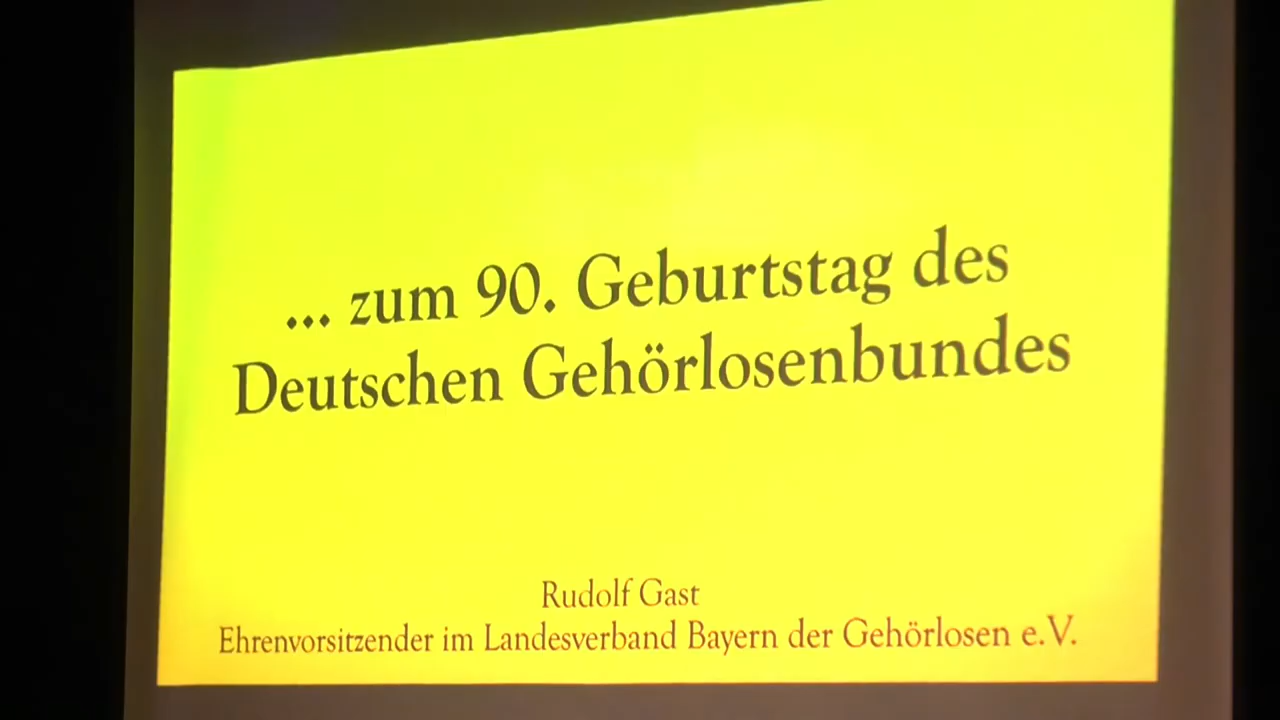 ... zum 90. Geburtstag des
Deutschen Gehörlosenbundes
Rudolf Gast
Ehrenvorsitzender im Landesverband Bayern der Gehörlosen e.V.